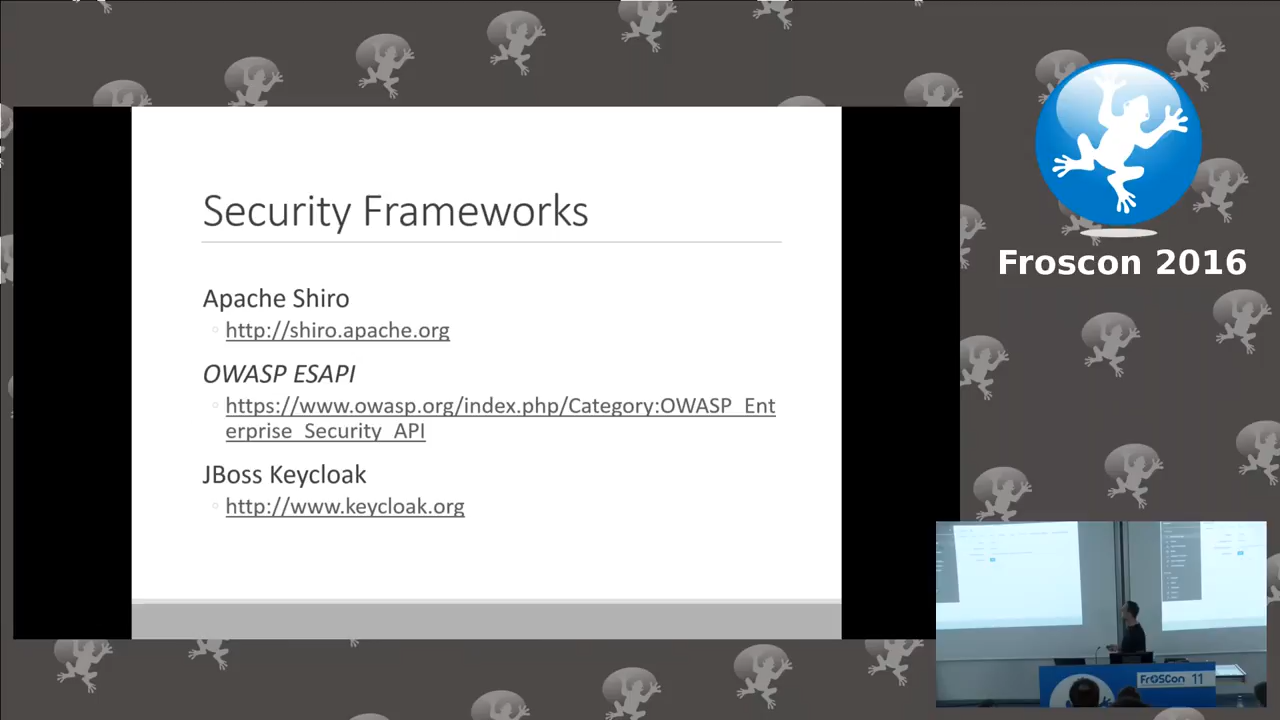 Security Frameworks
Apache Shiro
http://shiro.apache.org
OWASP ESAPI
https://www.owasp.org/index.php/Category:OWASP_Ent
erprise_Security_API
JBoss Keycloak
http://www.keycloak.org
Froscon 2016
FrOSCon 11